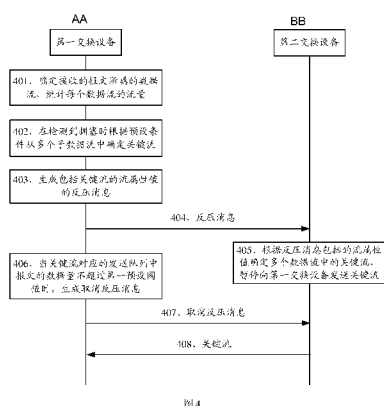 AA
BB
第一交换设备
第二交换设备
401、确定接收的报文所属的数据
流，统计每个数据流的流量
402、在检测到拥塞时根据预设条
件从多个子数据流中确定关键流
403、生成包括关键流的流属性值
的反压消息
404、反压消息
405、根据反压消息包括的流属性
值确定多个数据流中的关键流，
暂停向第一交换设备发送关键流
406、当关键流对应的发送队列中
报文的数据量不超过第一预设阈
值时，生成取消反压消息
407、取消反压消息
408、关键流
图4